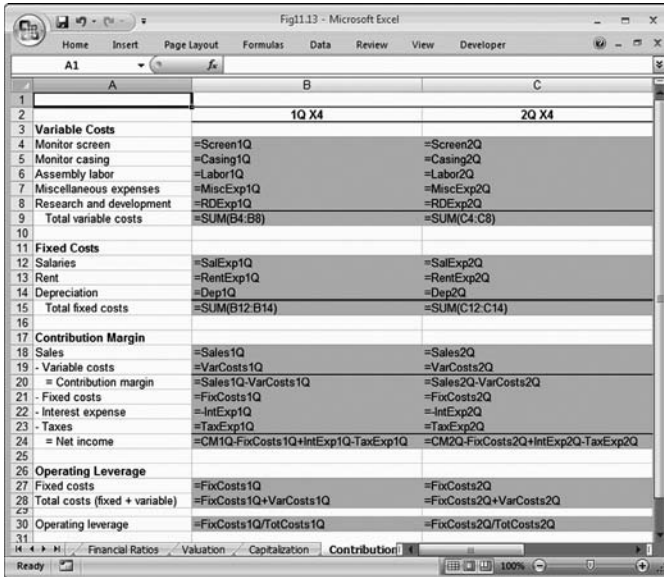 Fig11.13 - Microsoft Excel
Home Insert Page Layout Formulas Data Review View Developer
A1 fx
A B C
1
2 1Q X4 2Q X4
3 Variable Costs
4 Monitor screen =Screen1Q =Screen2Q
5 Monitor casing =Casing1Q =Casing2Q
6 Assembly labor =Labor1Q =Labor2Q
7 Miscellaneous expenses =MiscExp1Q =MiscExp2Q
8 Research and development =RDExp1Q =RDExp2Q
9 Total variable costs =SUM(B4:B8) =SUM(C4:C8)
10
11 Fixed Costs
12 Salaries =SalExp1Q =SalExp2Q
13 Rent =RentExp1Q =RentExp2Q
14 Depreciation =Dep1Q =Dep2Q
15 Total fixed costs =SUM(B12:B14) =SUM(C12:C14)
16
17 Contribution Margin
18 Sales =Sales1Q =Sales2Q
19 - Variable costs =VarCosts1Q =VarCosts2Q
20 = Contribution margin =Sales1Q-VarCosts1Q =Sales2Q-VarCosts2Q
21 - Fixed costs =FixCosts1Q =FixCosts2Q
22 - Interest expense =-IntExp1Q =-IntExp2Q
23 - Taxes =TaxExp1Q =TaxExp2Q
24 = Net income =CM1Q-FixCosts1Q+IntExp1Q-TaxExp1Q =CM2Q-FixCosts2Q+IntExp2Q-TaxExp2Q
25
26 Operating Leverage
27 Fixed costs =FixCosts1Q =FixCosts2Q
28 Total costs (fixed + variable) =FixCosts1Q+VarCosts1Q =FixCosts2Q+VarCosts2Q
29
30 Operating leverage =FixCosts1Q/TotCosts1Q =FixCosts2Q/TotCosts2Q
31
Financial Ratios Valuation Capitalization Contribution
Ready 100%